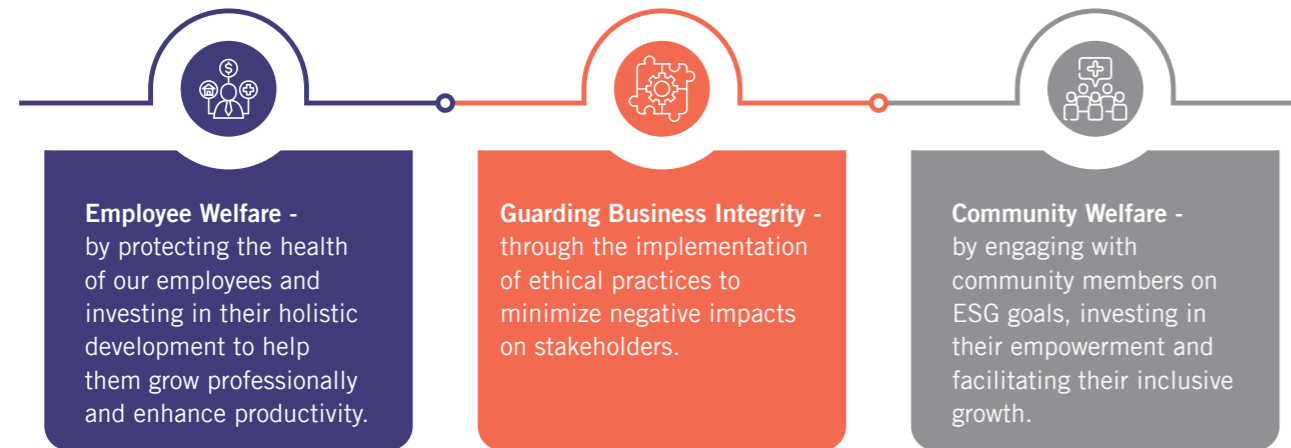 Employee Welfare -
by protecting the health
of our employees and
investing in their holistic
development to help
them grow professionally
and enhance productivity.
Guarding Business Integrity -
through the implementation
of ethical practices to
minimize negative impacts
on stakeholders.
Community Welfare -
by engaging with
community members on
ESG goals, investing in
their empowerment and
facilitating their inclusive
growth.